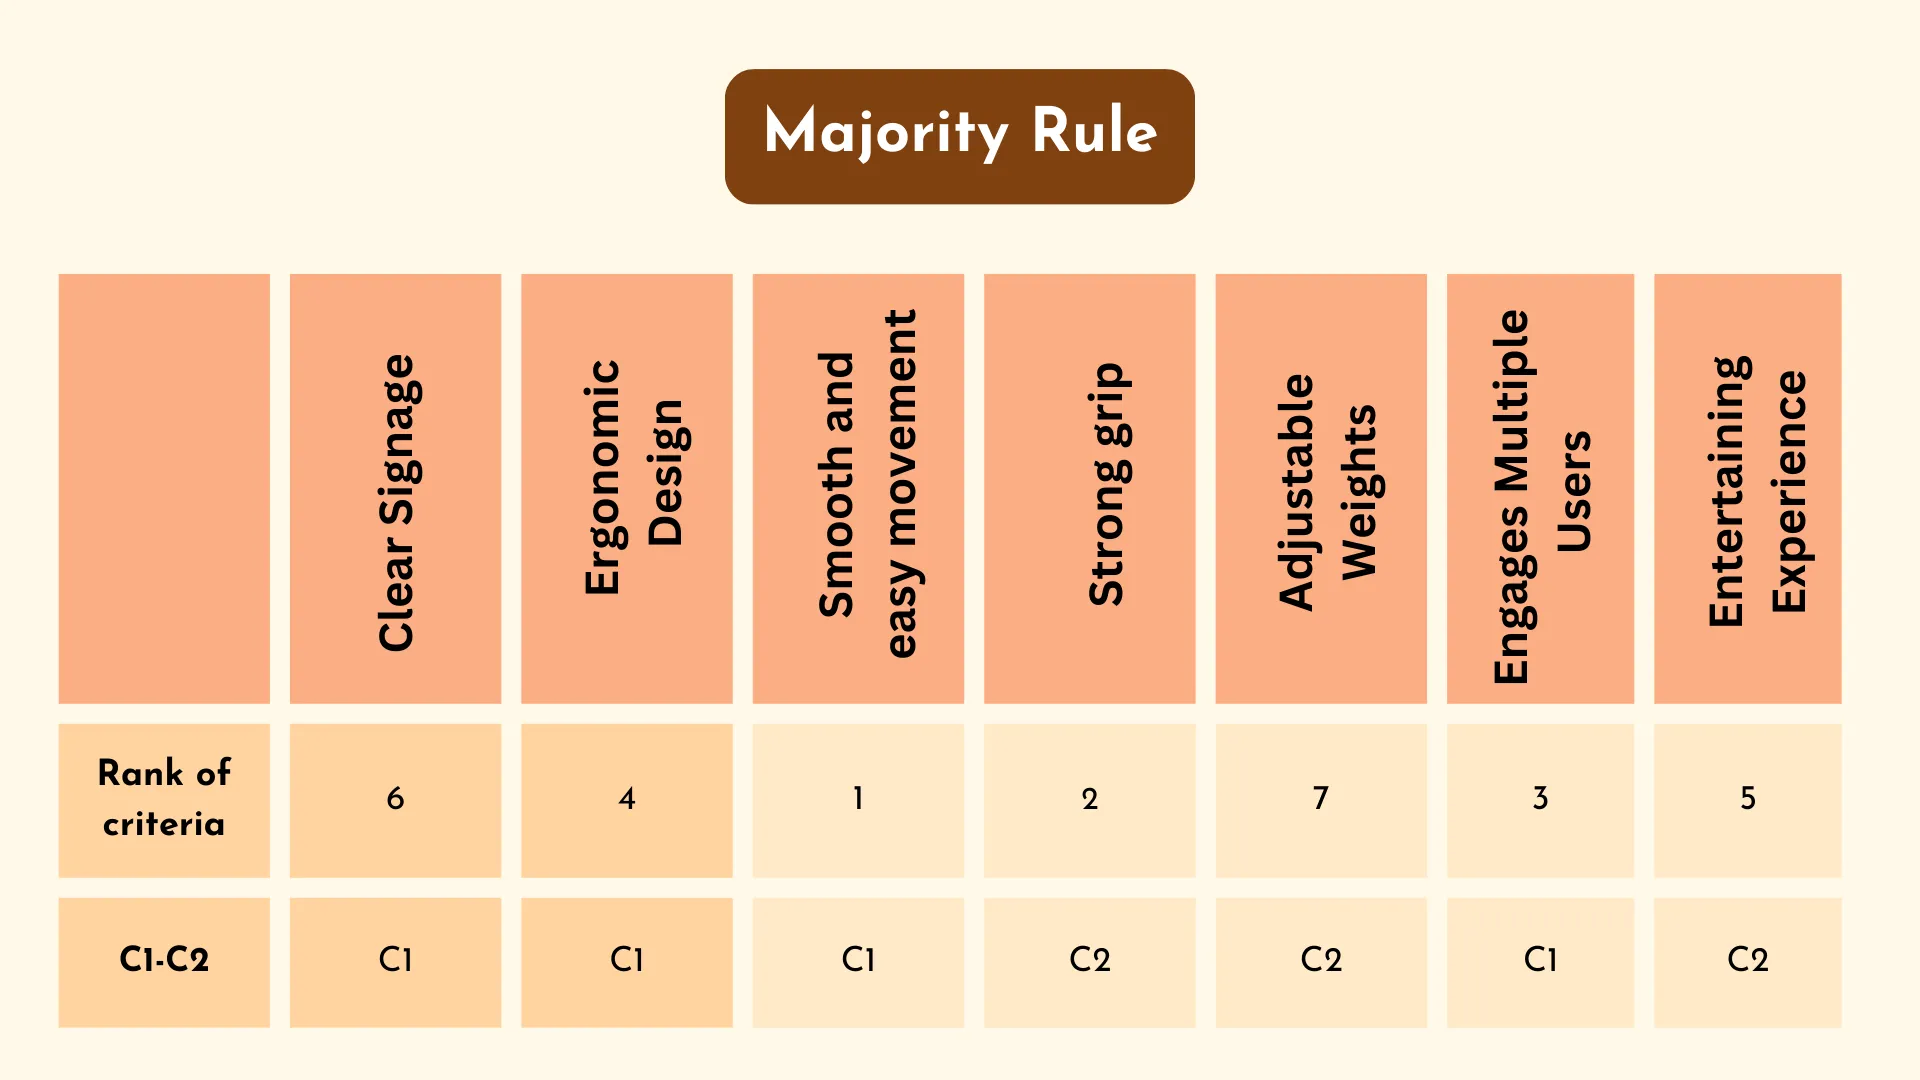 Majority Rule
Clear Signage
Ergonomic
Design
Smooth and
easy movement
Strong grip
Adjustable
Weights
Engages Multiple
Users
Entertaining
Experience
Rank of
criteria
6
4
1
2
7
3
5
C1-C2
C1
C1
C1
C2
C2
C1
C2